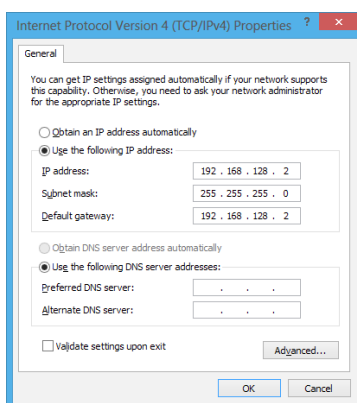 Internet Protocol Version 4 (TCP/IPv4) Properties ? ×
General
You can get IP settings assigned automatically if your network supports
this capability. Otherwise, you need to ask your network administrator
for the appropriate IP settings.
Obtain an IP address automatically
Use the following IP address:
IP address: 192 . 168 . 128 . 2
Subnet mask: 255 . 255 . 255 . 0
Default gateway: 192 . 168 . 128 . 2
Obtain DNS server address automatically
Use the following DNS server addresses:
Preferred DNS server: . . .
Alternate DNS server: . . .
Validate settings upon exit
Advanced...
OK Cancel